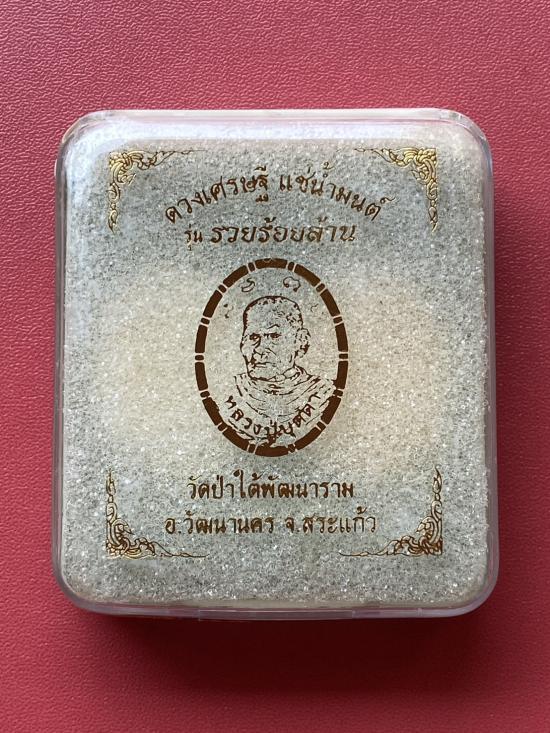 ดวงเศรษฐี แช่น้ำมนต์
รุ่น รวยร้อยล้าน
หลวงปู่บุดดา
วัดป่าใต้พัฒนาราม
อ.วัฒนานคร จ.สระแก้ว